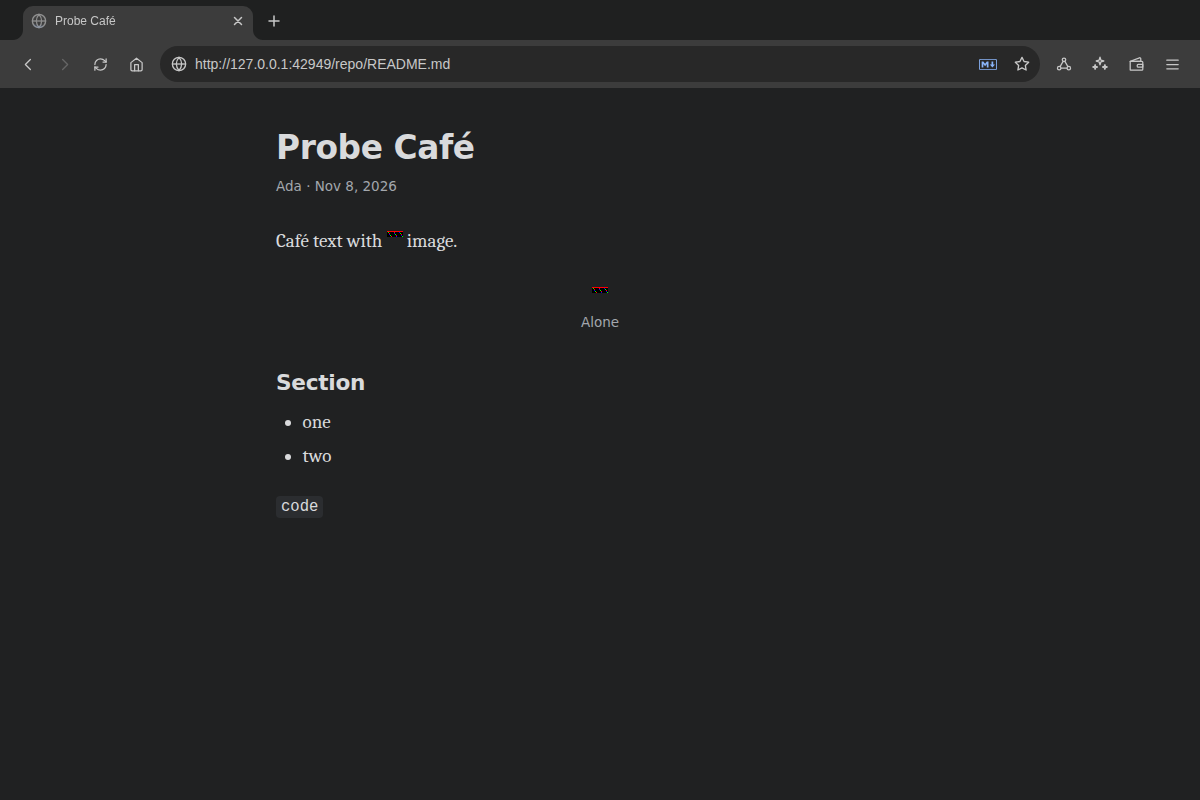 Probe Café
http://127.0.0.1:42949/repo/README.md
M
Probe Café
Ada · Nov 8, 2026
Café text with image.
Alone
Section
• one
• two
code